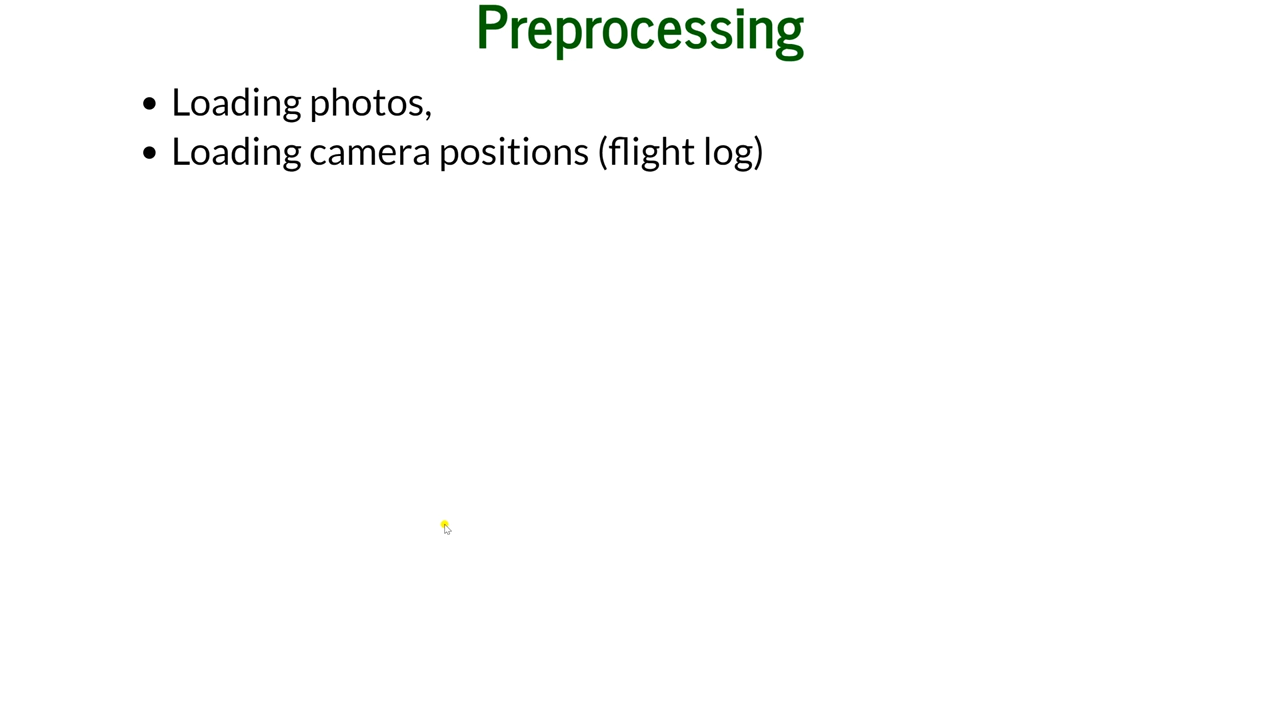 Preprocessing
• Loading photos,
• Loading camera positions (flight log)